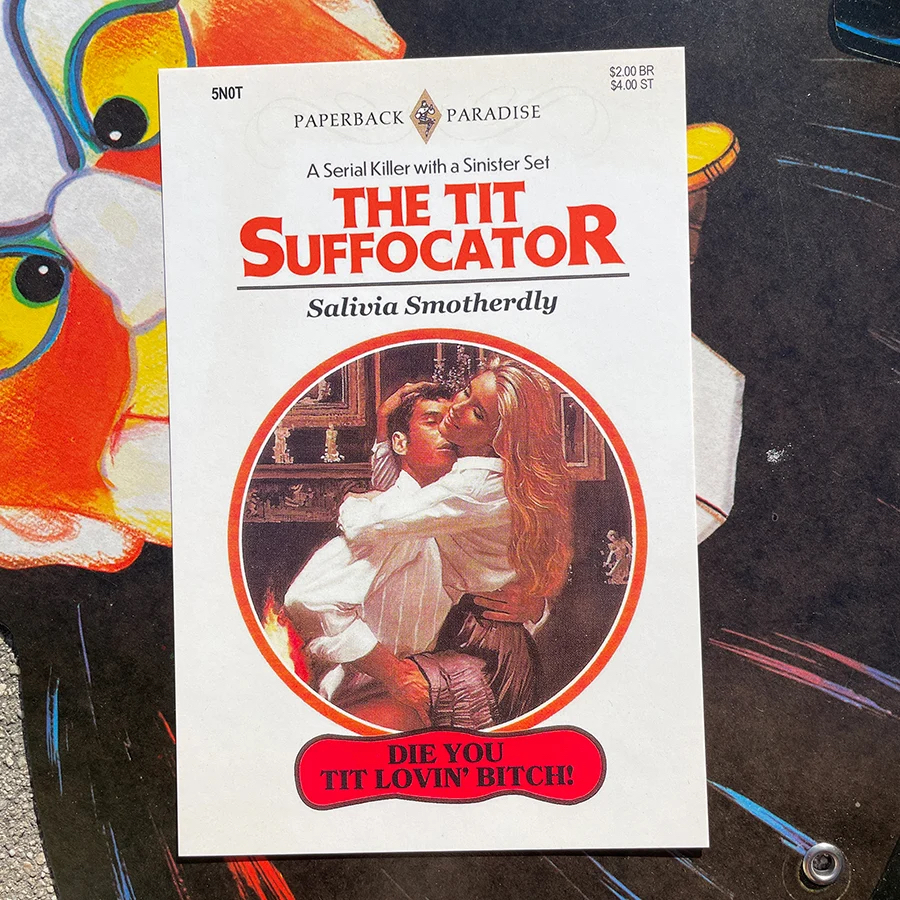 5N0T
$2.00 BR
$4.00 ST
PAPERBACK PARADISE
A Serial Killer with a Sinister Set
THE TIT
SUFFOCATOR
Salivia Smotherdly
DIE YOU
TIT LOVIN' BITCH!